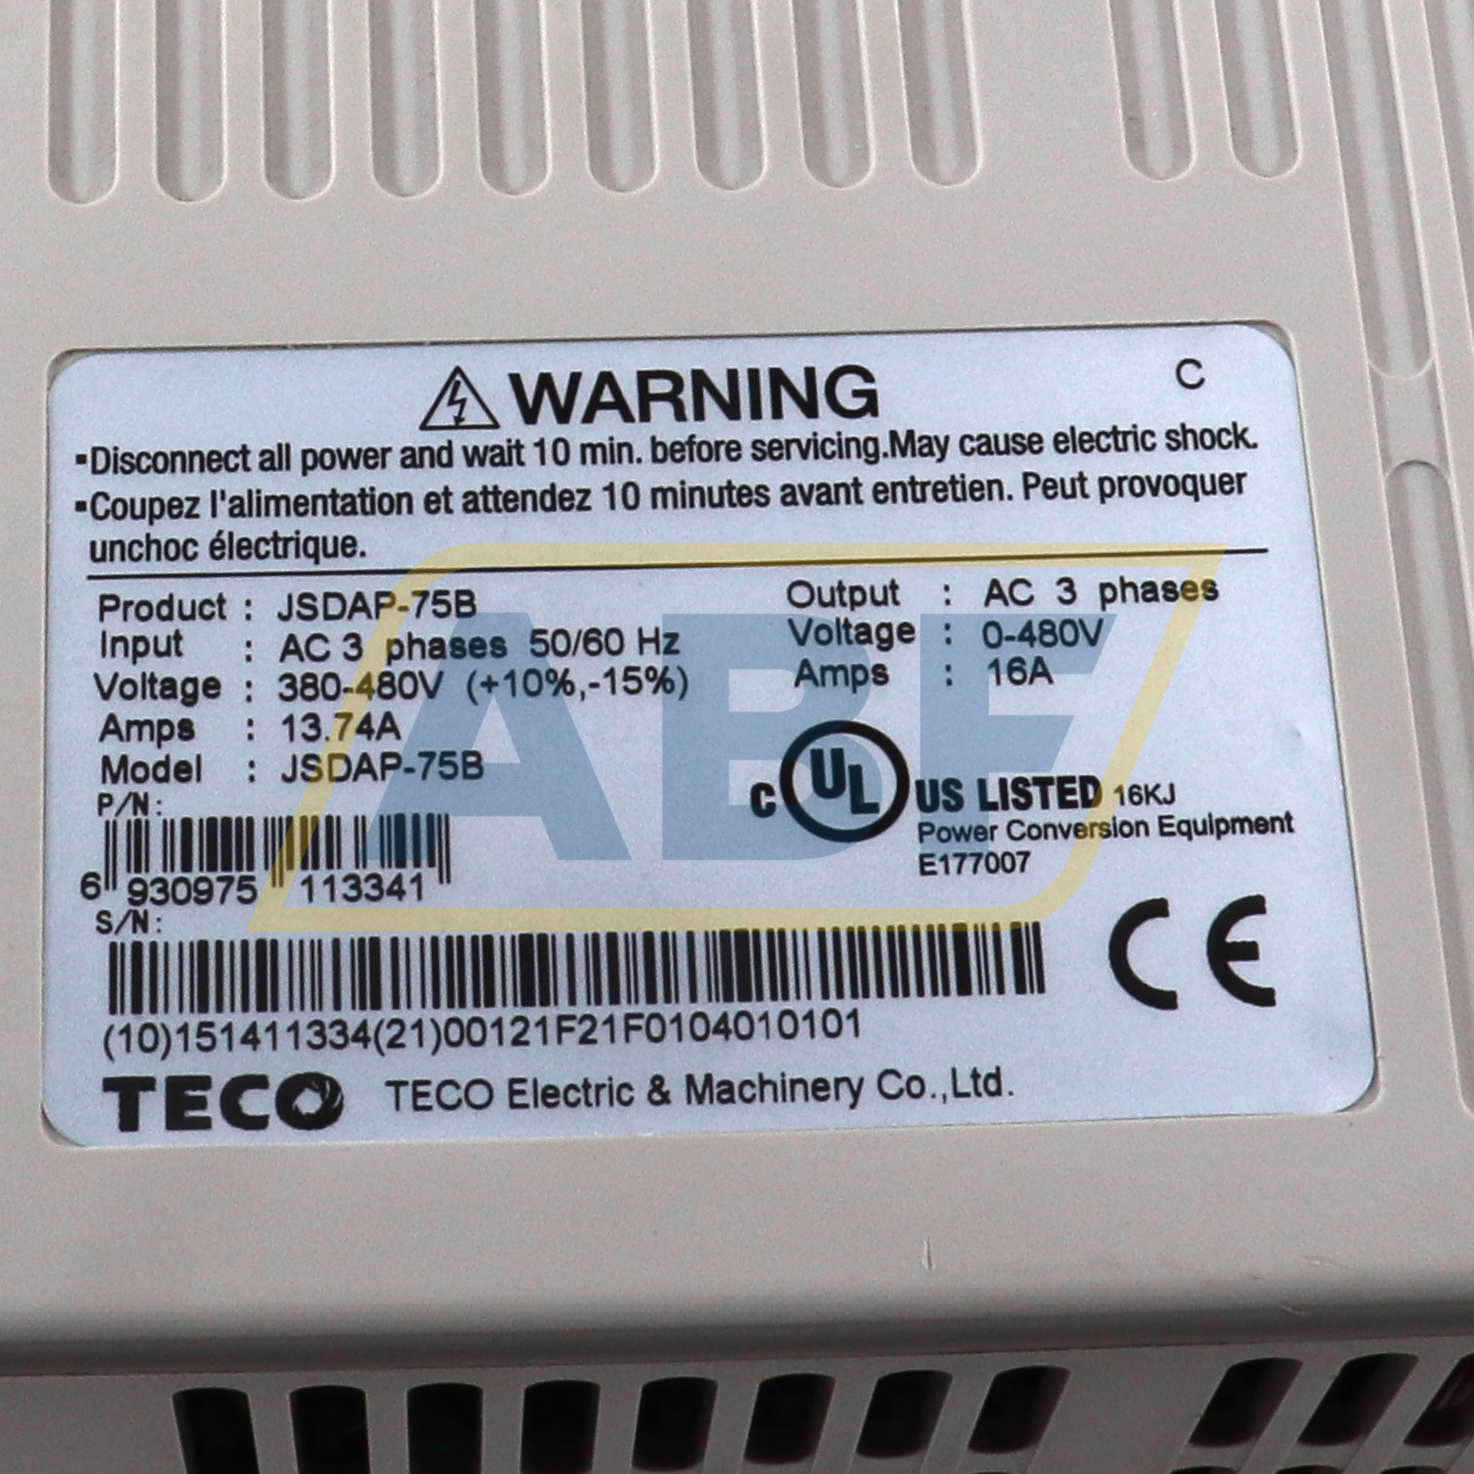 WARNING
C
▪Disconnect all power and wait 10 min. before servicing.May cause electric shock.
▪Coupez l'alimentation et attendez 10 minutes avant entretien. Peut provoquer
unchoc électrique.
Product : JSDAP-75B
Input : AC 3 phases 50/60 Hz
Voltage : 380-480V (+10%,-15%)
Amps : 13.74A
Model : JSDAP-75B
Output : AC 3 phases
Voltage : 0-480V
Amps : 16A
P/N:
6 930975 113341
C UL US LISTED 16KJ
Power Conversion Equipment
E177007
S/N:
(10)151411334(21)00121F21F0104010101
CE
TECO TECO Electric & Machinery Co.,Ltd.
ABF